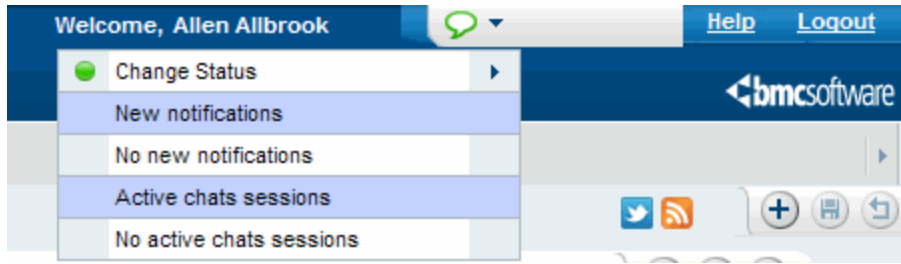 Welcome, Allen Allbrook
Help Logout
Change Status
bmcsoftware
New notifications
No new notifications
Active chats sessions
No active chats sessions